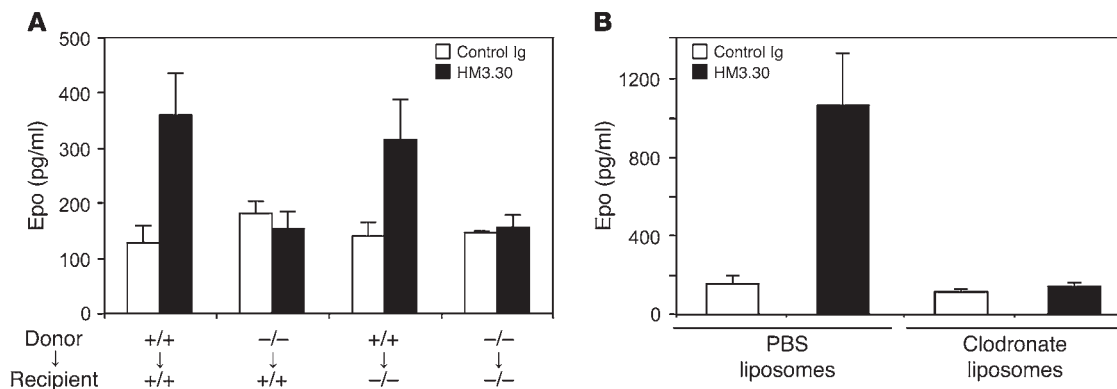 A
500
400
300
200
100
0
Epo (pg/ml)
Control Ig
HM3.30
Donor +/+ –/– +/+ –/–
↓ ↓ ↓ ↓ ↓
Recipient +/+ +/+ –/– –/–
B
1200
800
400
0
Epo (pg/ml)
Control Ig
HM3.30
PBS liposomes
Clodronate liposomes